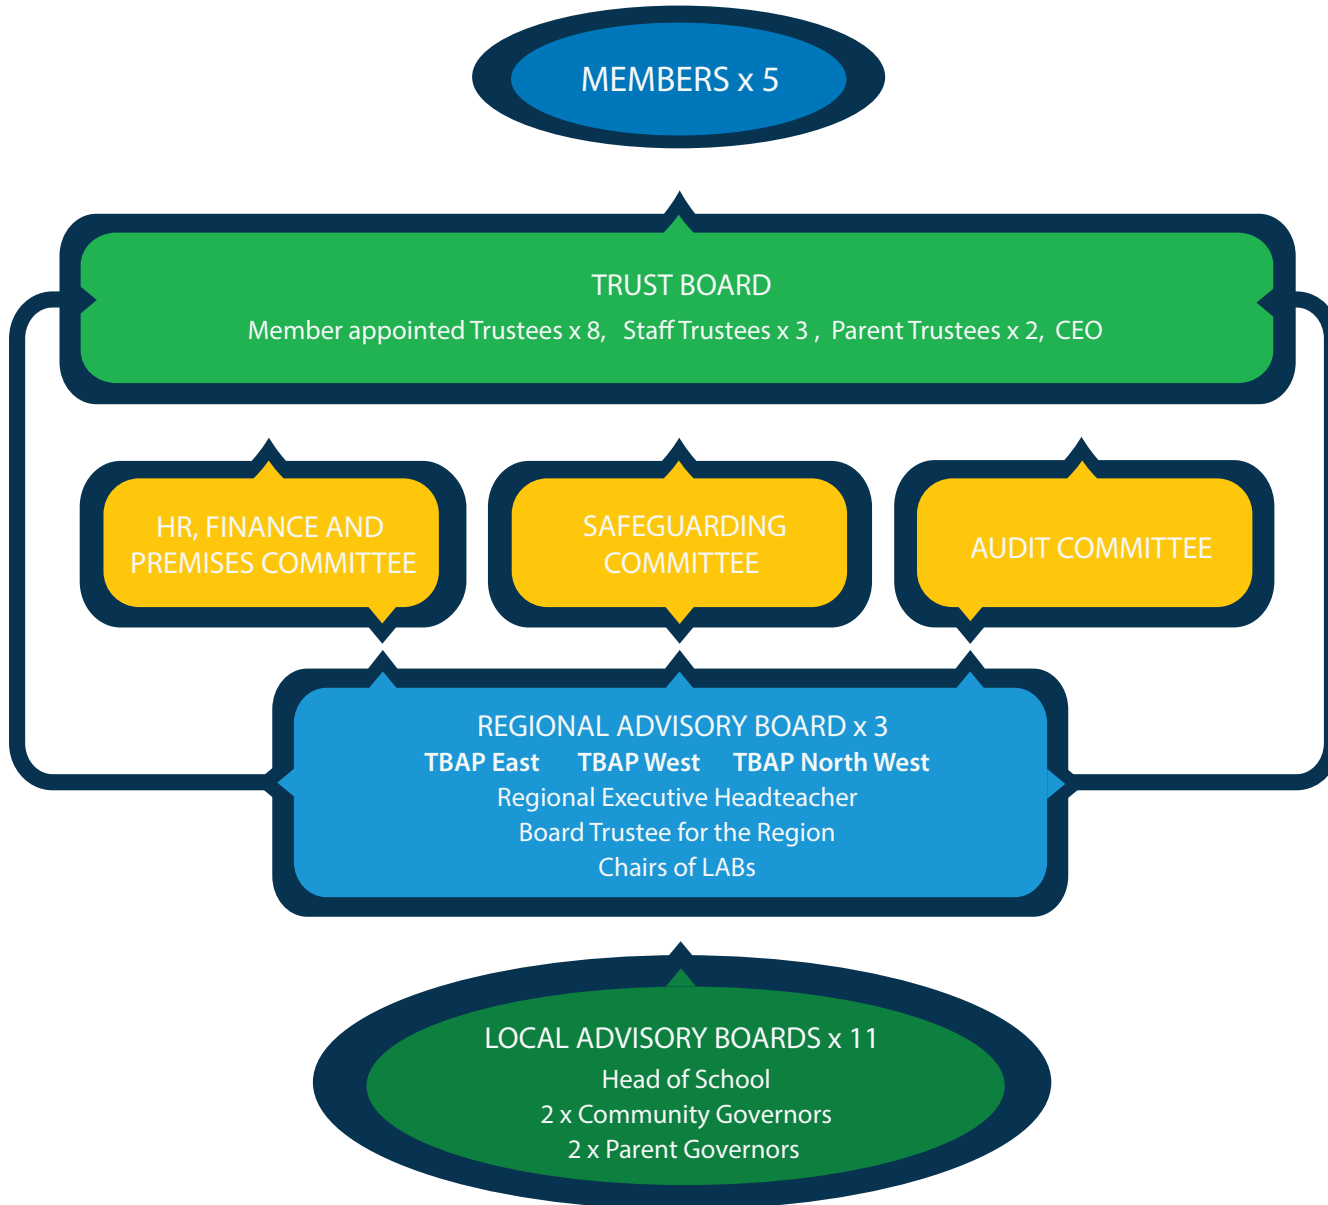 MEMBERS x 5
TRUST BOARD
Member appointed Trustees x 8, Staff Trustees x 3 , Parent Trustees x 2, CEO
HR, FINANCE AND
PREMISES COMMITTEE
SAFEGUARDING
COMMITTEE
AUDIT COMMITTEE
REGIONAL ADVISORY BOARD x 3
TBAP East TBAP West TBAP North West
Regional Executive Headteacher
Board Trustee for the Region
Chairs of LABs
LOCAL ADVISORY BOARDS x 11
Head of School
2 x Community Governors
2 x Parent Governors